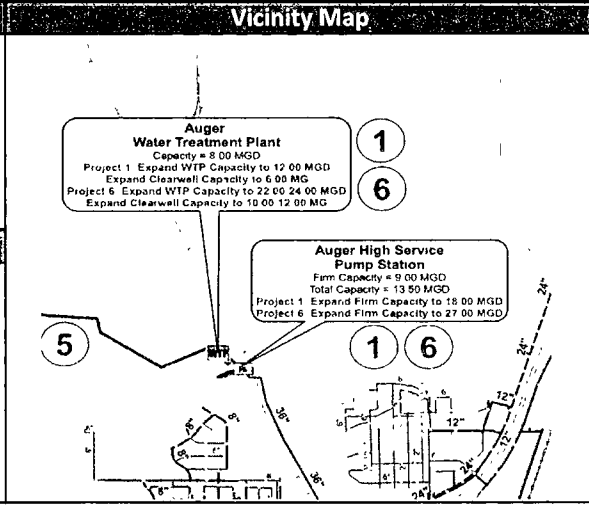 Vicinity Map
Auger
Water Treatment Plant
Capacity = 8 00 MGD
Project 1 Expand WTP Capacity to 12 00 MGD
Expand Clearwell Capacity to 6 00 MG
Project 6 Expand WTP Capacity to 22 00 24 00 MGD
Expand Clearwell Capacity to 10 00 12 00 MG
1
6
Auger High Service
Pump Station
Firm Capacity = 9 00 MGD
Total Capacity = 13 50 MGD
Project 1 Expand Firm Capacity to 18 00 MGD
Project 6 Expand Firm Capacity to 27 00 MGD
5
WTP
PS
1
6
36"
36"
8"
8"
8"
8"
24"
24"
12"
12"
12"
24"
24"